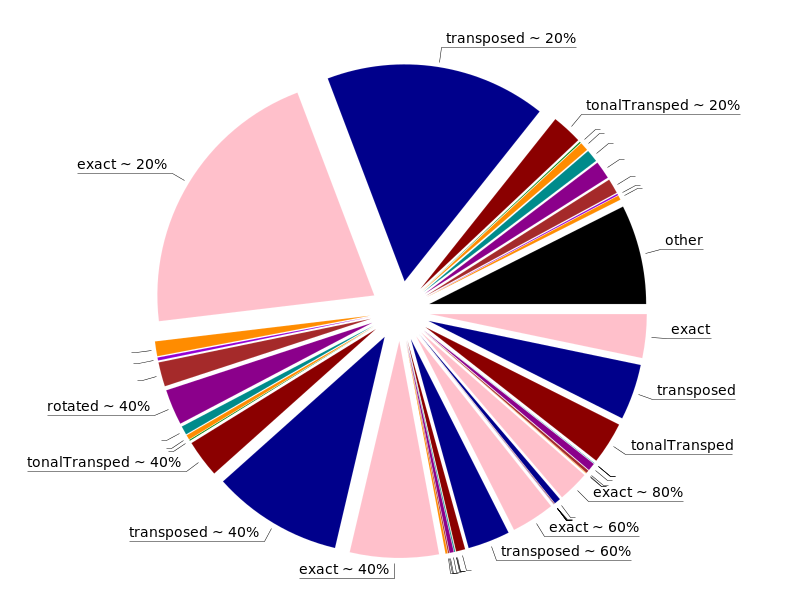 transposed ~ 20%
tonalTransped ~ 20%
exact ~ 20%
other
exact
transposed
rotated ~ 40%
tonalTransped
tonalTransped ~ 40%
exact ~ 80%
exact ~ 60%
transposed ~ 40%
transposed ~ 60%
exact ~ 40%